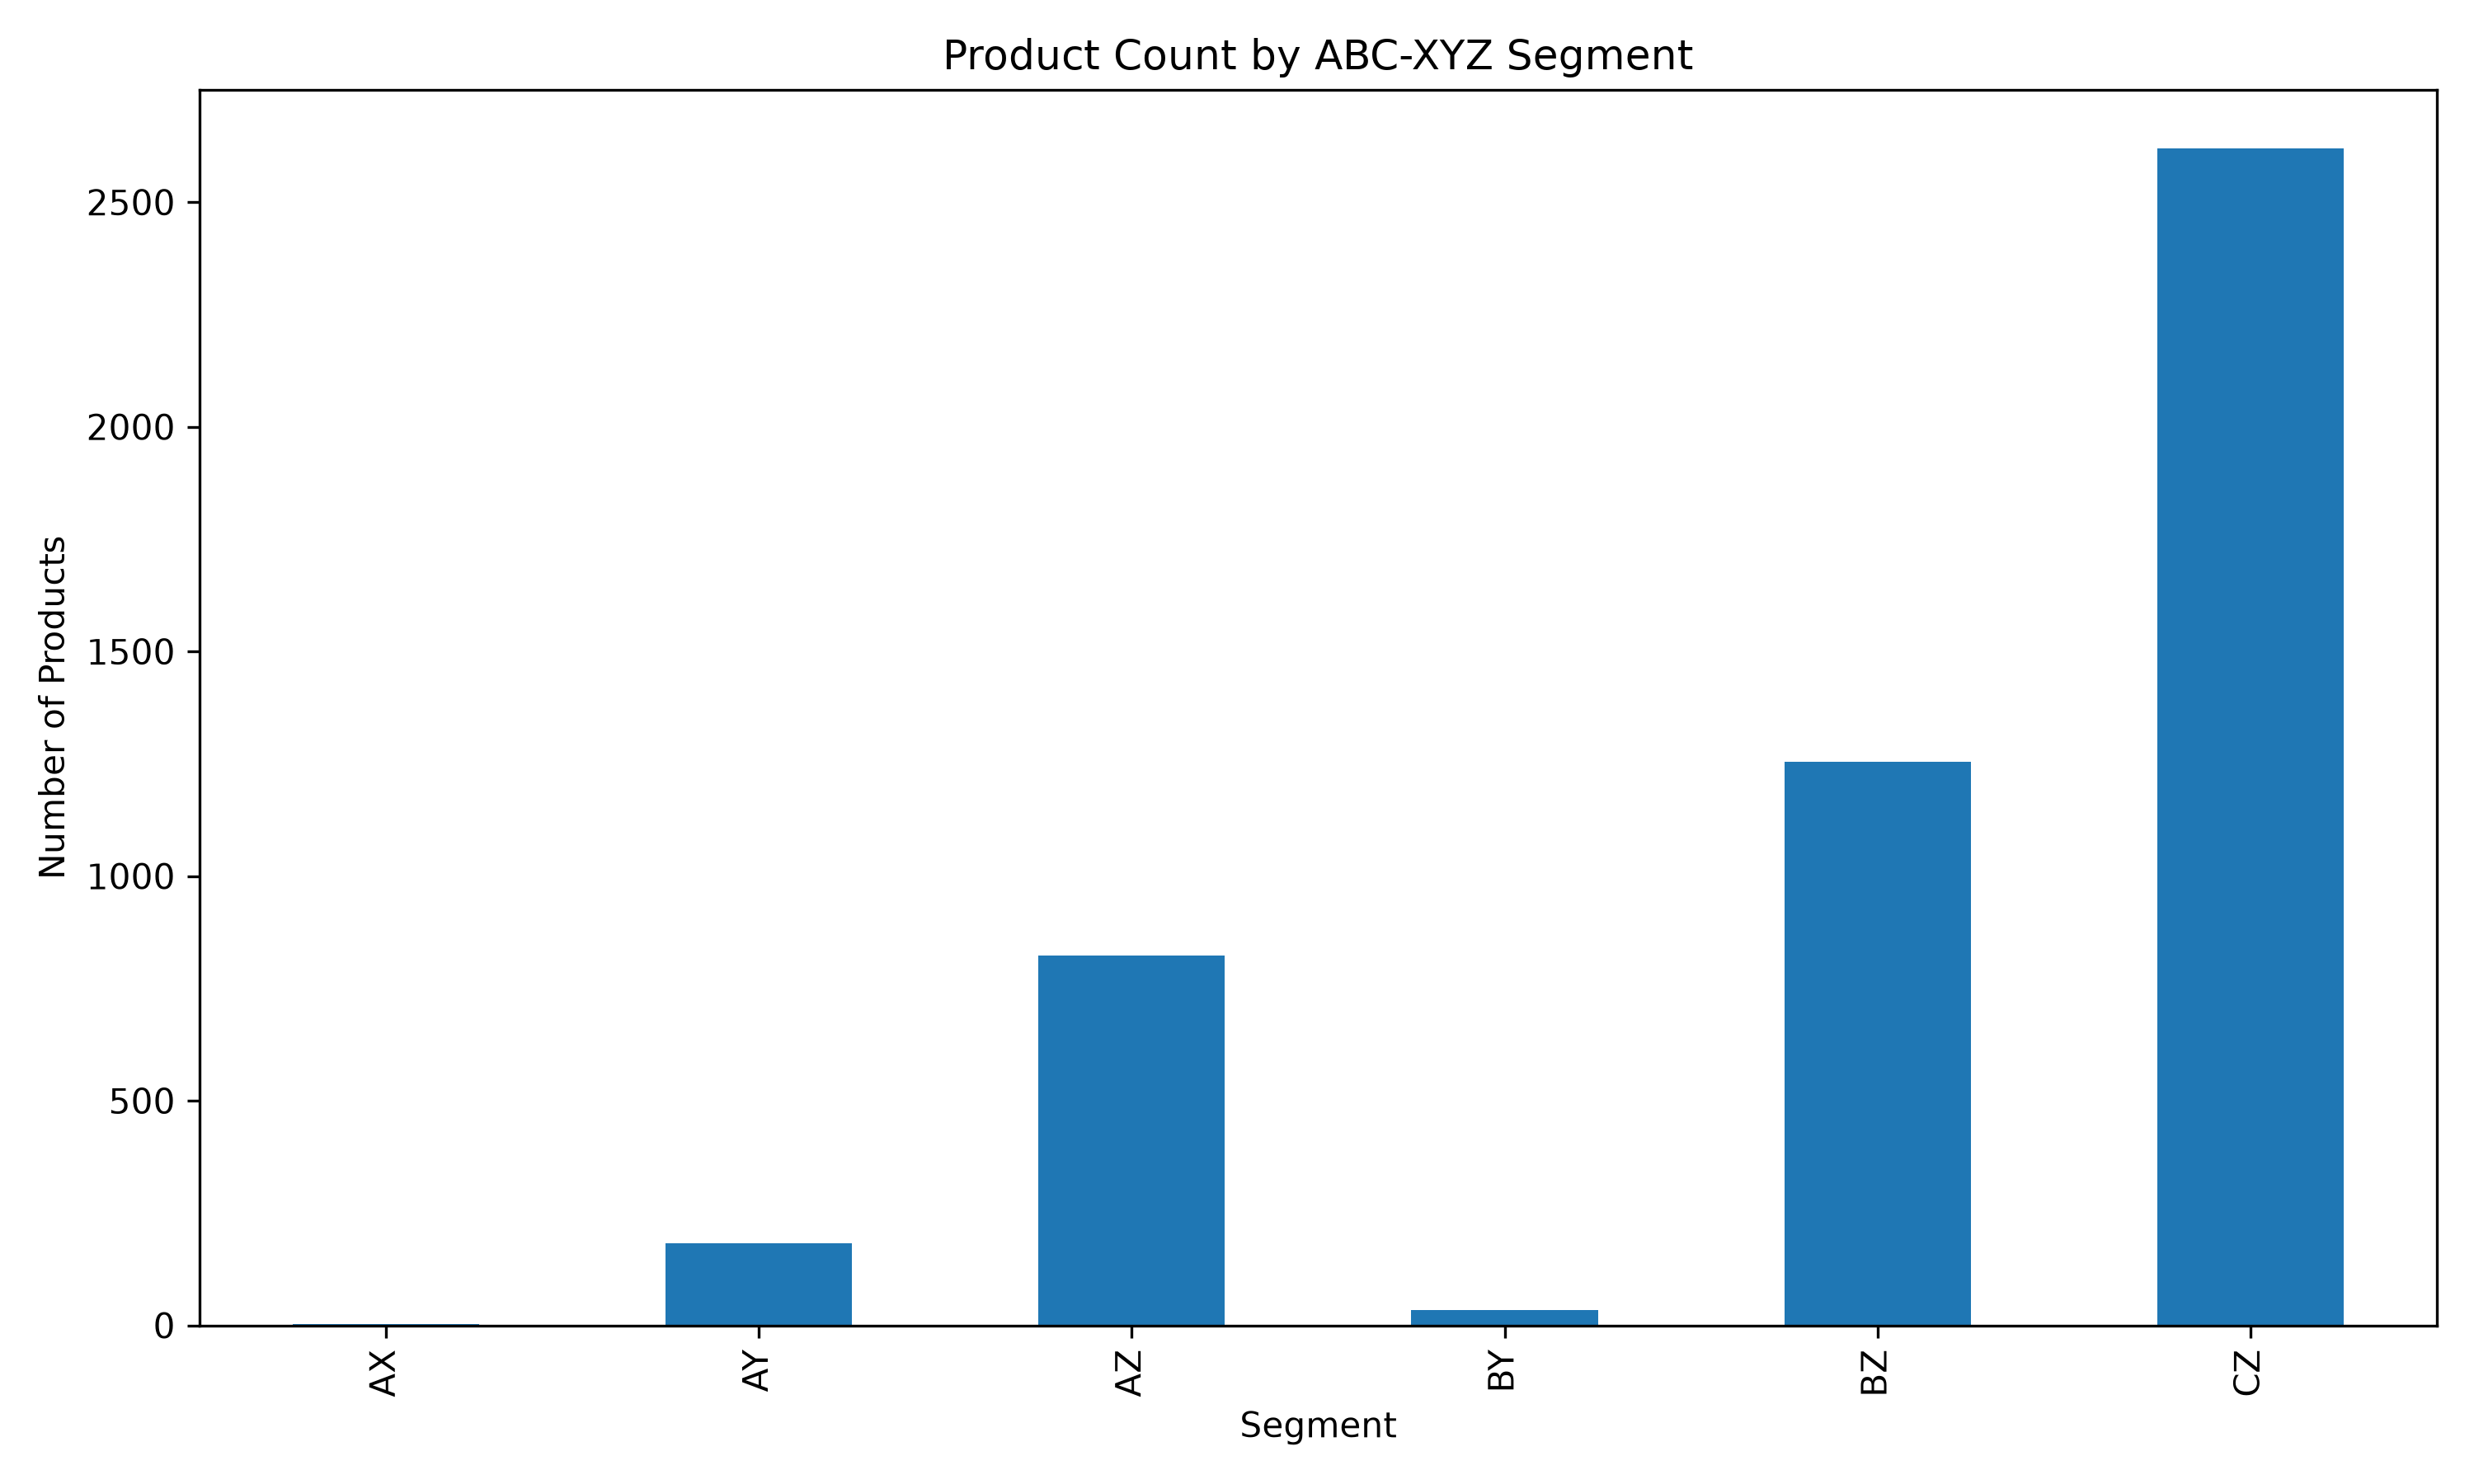 Product Count by ABC-XYZ Segment
Number of Products
2500
2000
1500
1000
500
0
AX
AY
AZ
BY
BZ
CZ
Segment